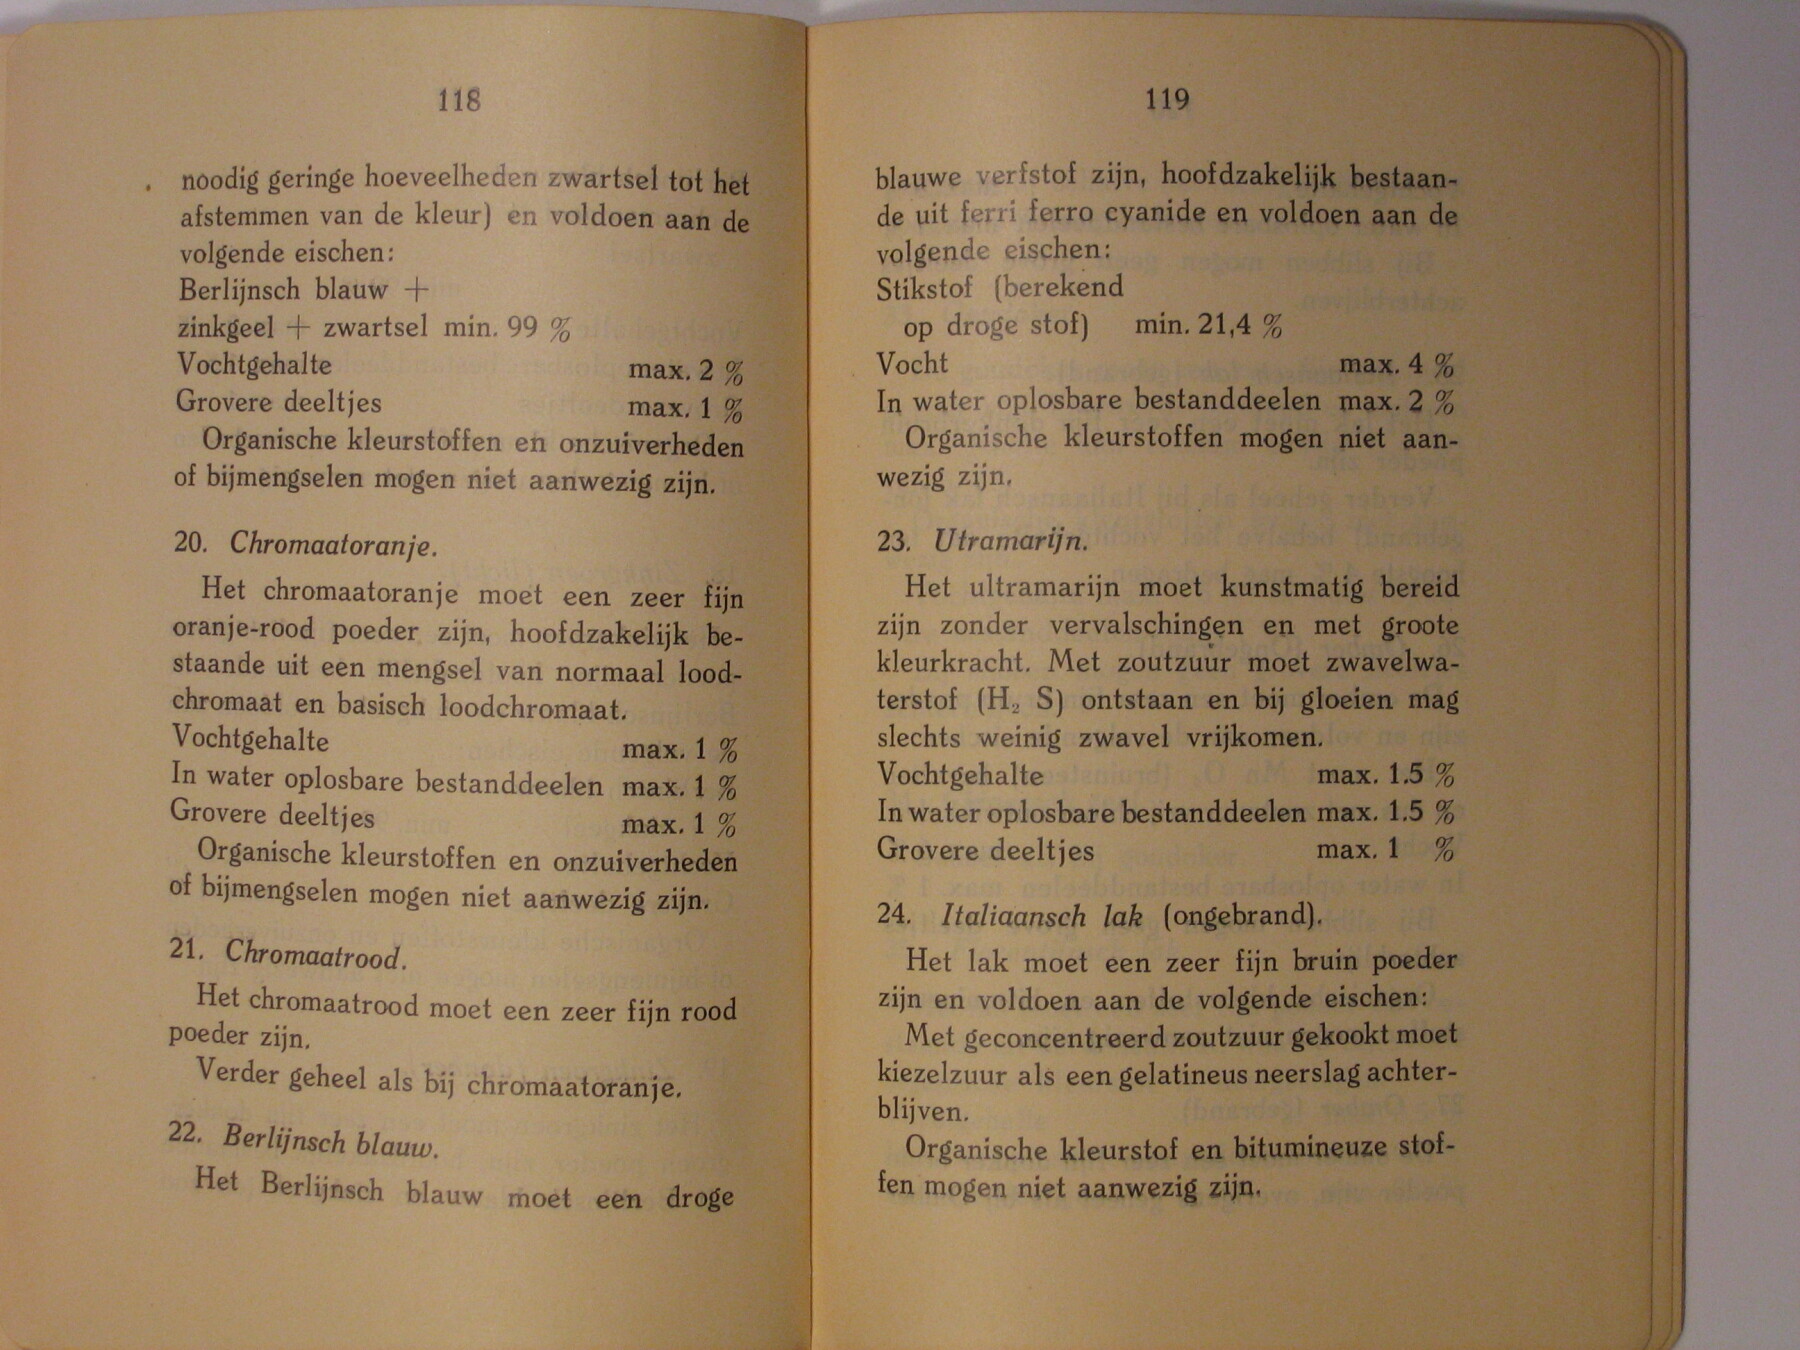 118
noodig geringe hoeveelheden zwartsel tot het
afstemmen van de kleur) en voldoen aan de
volgende eischen:
Berlijnsch blauw +
zinkgeel + zwartsel min. 99 %
Vochtgehalte max. 2 %
Grovere deeltjes max. 1 %
Organische kleurstoffen en onzuiverheden
of bijmengselen mogen niet aanwezig zijn.
20. Chromaatoranje.
Het chromaatoranje moet een zeer fijn
oranje-rood poeder zijn, hoofdzakelijk be-
staande uit een mengsel van normaal lood-
chromaat en basisch loodchromaat.
Vochtgehalte max. 1 %
In water oplosbare bestanddeelen max. 1 %
Grovere deeltjes max. 1 %
Organische kleurstoffen en onzuiverheden
of bijmengselen mogen niet aanwezig zijn.
21. Chromaatrood.
Het chromaatrood moet een zeer fijn rood
poeder zijn.
Verder geheel als bij chromaatoranje.
22. Berlijnsch blauw.
Het Berlijnsch blauw moet een droge
119
blauwe verfstof zijn, hoofdzakelijk bestaan-
de uit ferri ferro cyanide en voldoen aan de
volgende eischen:
Stikstof (berekend
op droge stof) min. 21,4 %
Vocht max. 4 %
In water oplosbare bestanddeelen max. 2 %
Organische kleurstoffen mogen niet aan-
wezig zijn.
23. Utramarijn.
Het ultramarijn moet kunstmatig bereid
zijn zonder vervalschingen en met groote
kleurkracht. Met zoutzuur moet zwavelwa-
terstof (H₂ S) ontstaan en bij gloeien mag
slechts weinig zwavel vrijkomen.
Vochtgehalte max. 1.5 %
In water oplosbare bestanddeelen max. 1.5 %
Grovere deeltjes max. 1 %
24. Italiaansch lak (ongebrand).
Het lak moet een zeer fijn bruin poeder
zijn en voldoen aan de volgende eischen:
Met geconcentreerd zoutzuur gekookt moet
kiezelzuur als een gelatineus neerslag achter-
blijven.
Organische kleurstof en bitumineuze stof-
fen mogen niet aanwezig zijn.